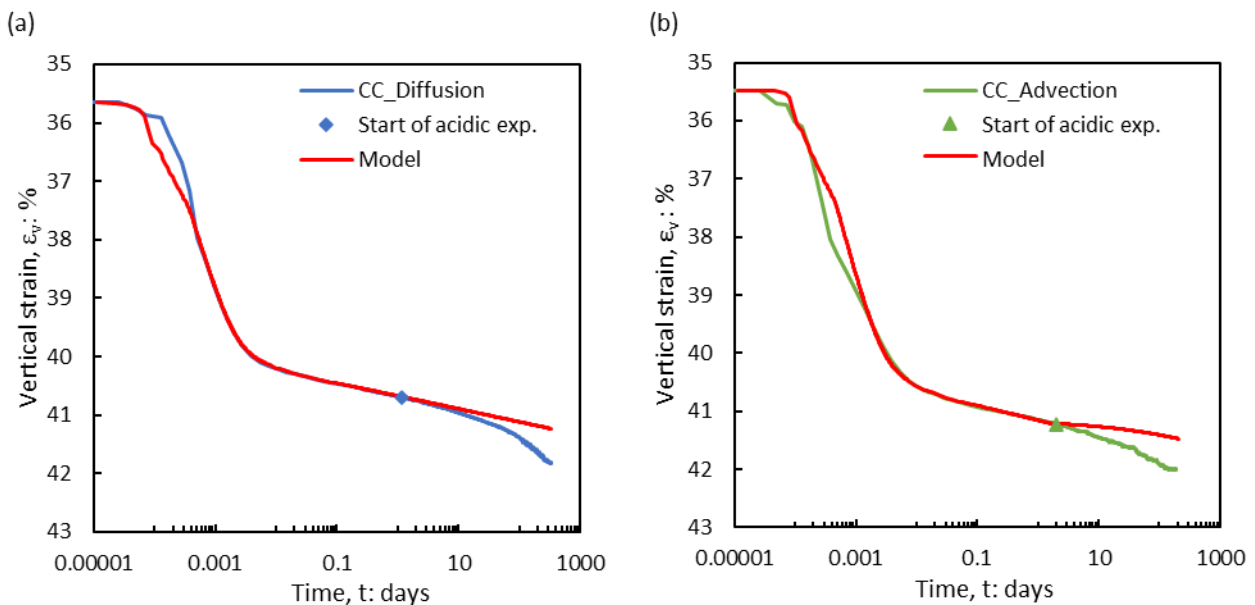 (a)
35
36
37
38
39
40
41
42
43
Vertical strain, εᵥ : %
CC_Diffusion
Start of acidic exp.
Model
0.00001
0.001
0.1
10
1000
Time, t: days
(b)
35
36
37
38
39
40
41
42
43
Vertical strain, εᵥ : %
CC_Advection
Start of acidic exp.
Model
0.00001
0.001
0.1
10
1000
Time, t: days